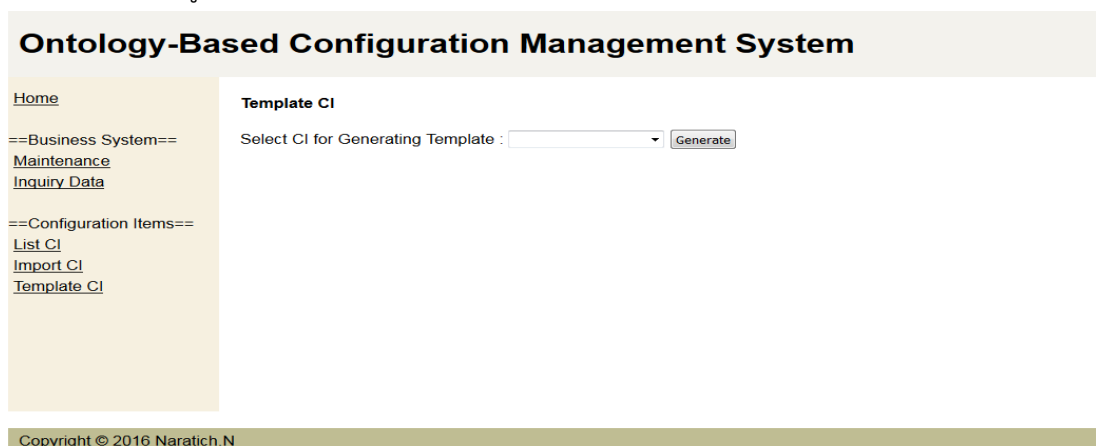 Ontology-Based Configuration Management System
Home
==Business System==
Maintenance
Inquiry Data
==Configuration Items==
List CI
Import CI
Template CI
Template CI
Select CI for Generating Template : Generate
Copyright © 2016 Naratich.N